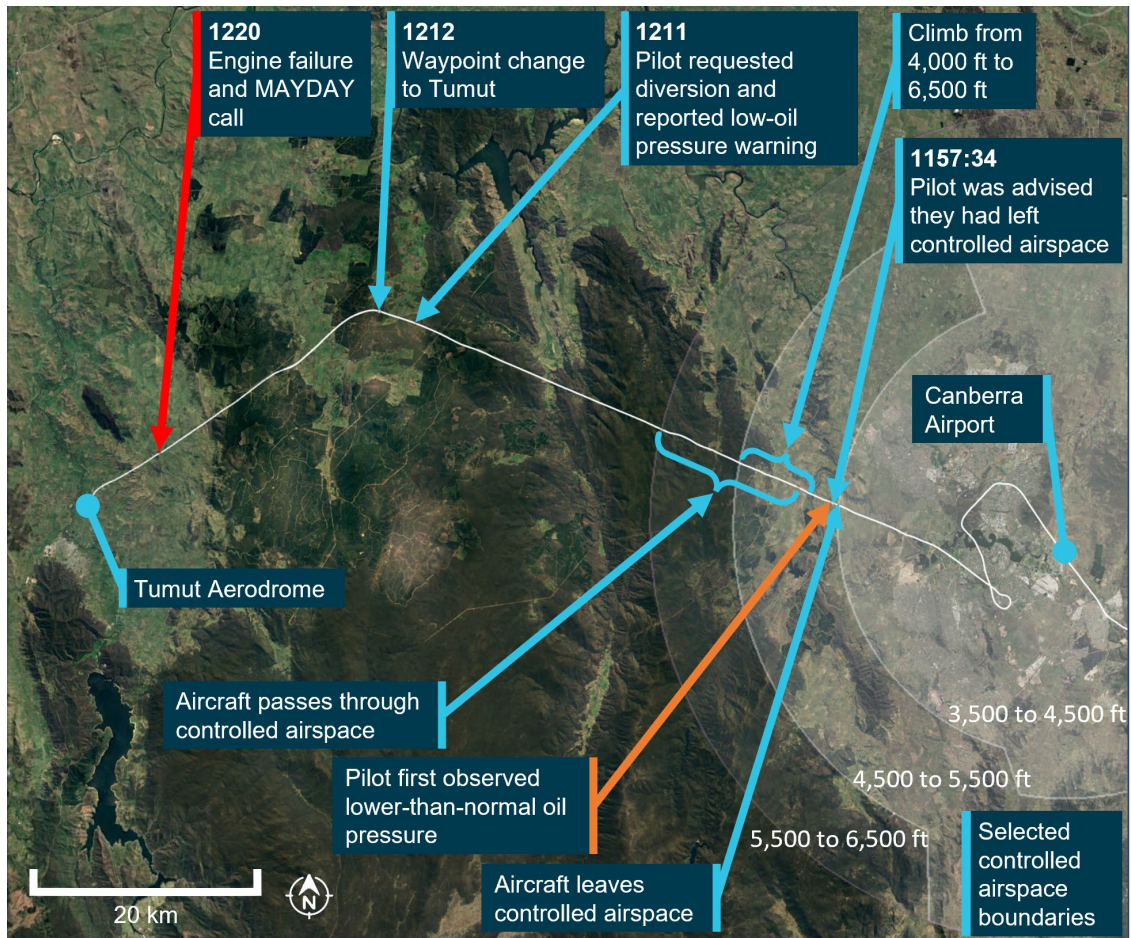 1220
Engine failure
and MAYDAY
call
1212
Waypoint change
to Tumut
1211
Pilot requested
diversion and
reported low-oil
pressure warning
Climb from
4,000 ft to
6,500 ft
1157:34
Pilot was advised
they had left
controlled airspace
Canberra
Airport
Tumut Aerodrome
Aircraft passes through
controlled airspace
Pilot first observed
lower-than-normal oil
pressure
Aircraft leaves
controlled airspace
3,500 to 4,500 ft
4,500 to 5,500 ft
5,500 to 6,500 ft
Selected
controlled
airspace
boundaries
20 km
N